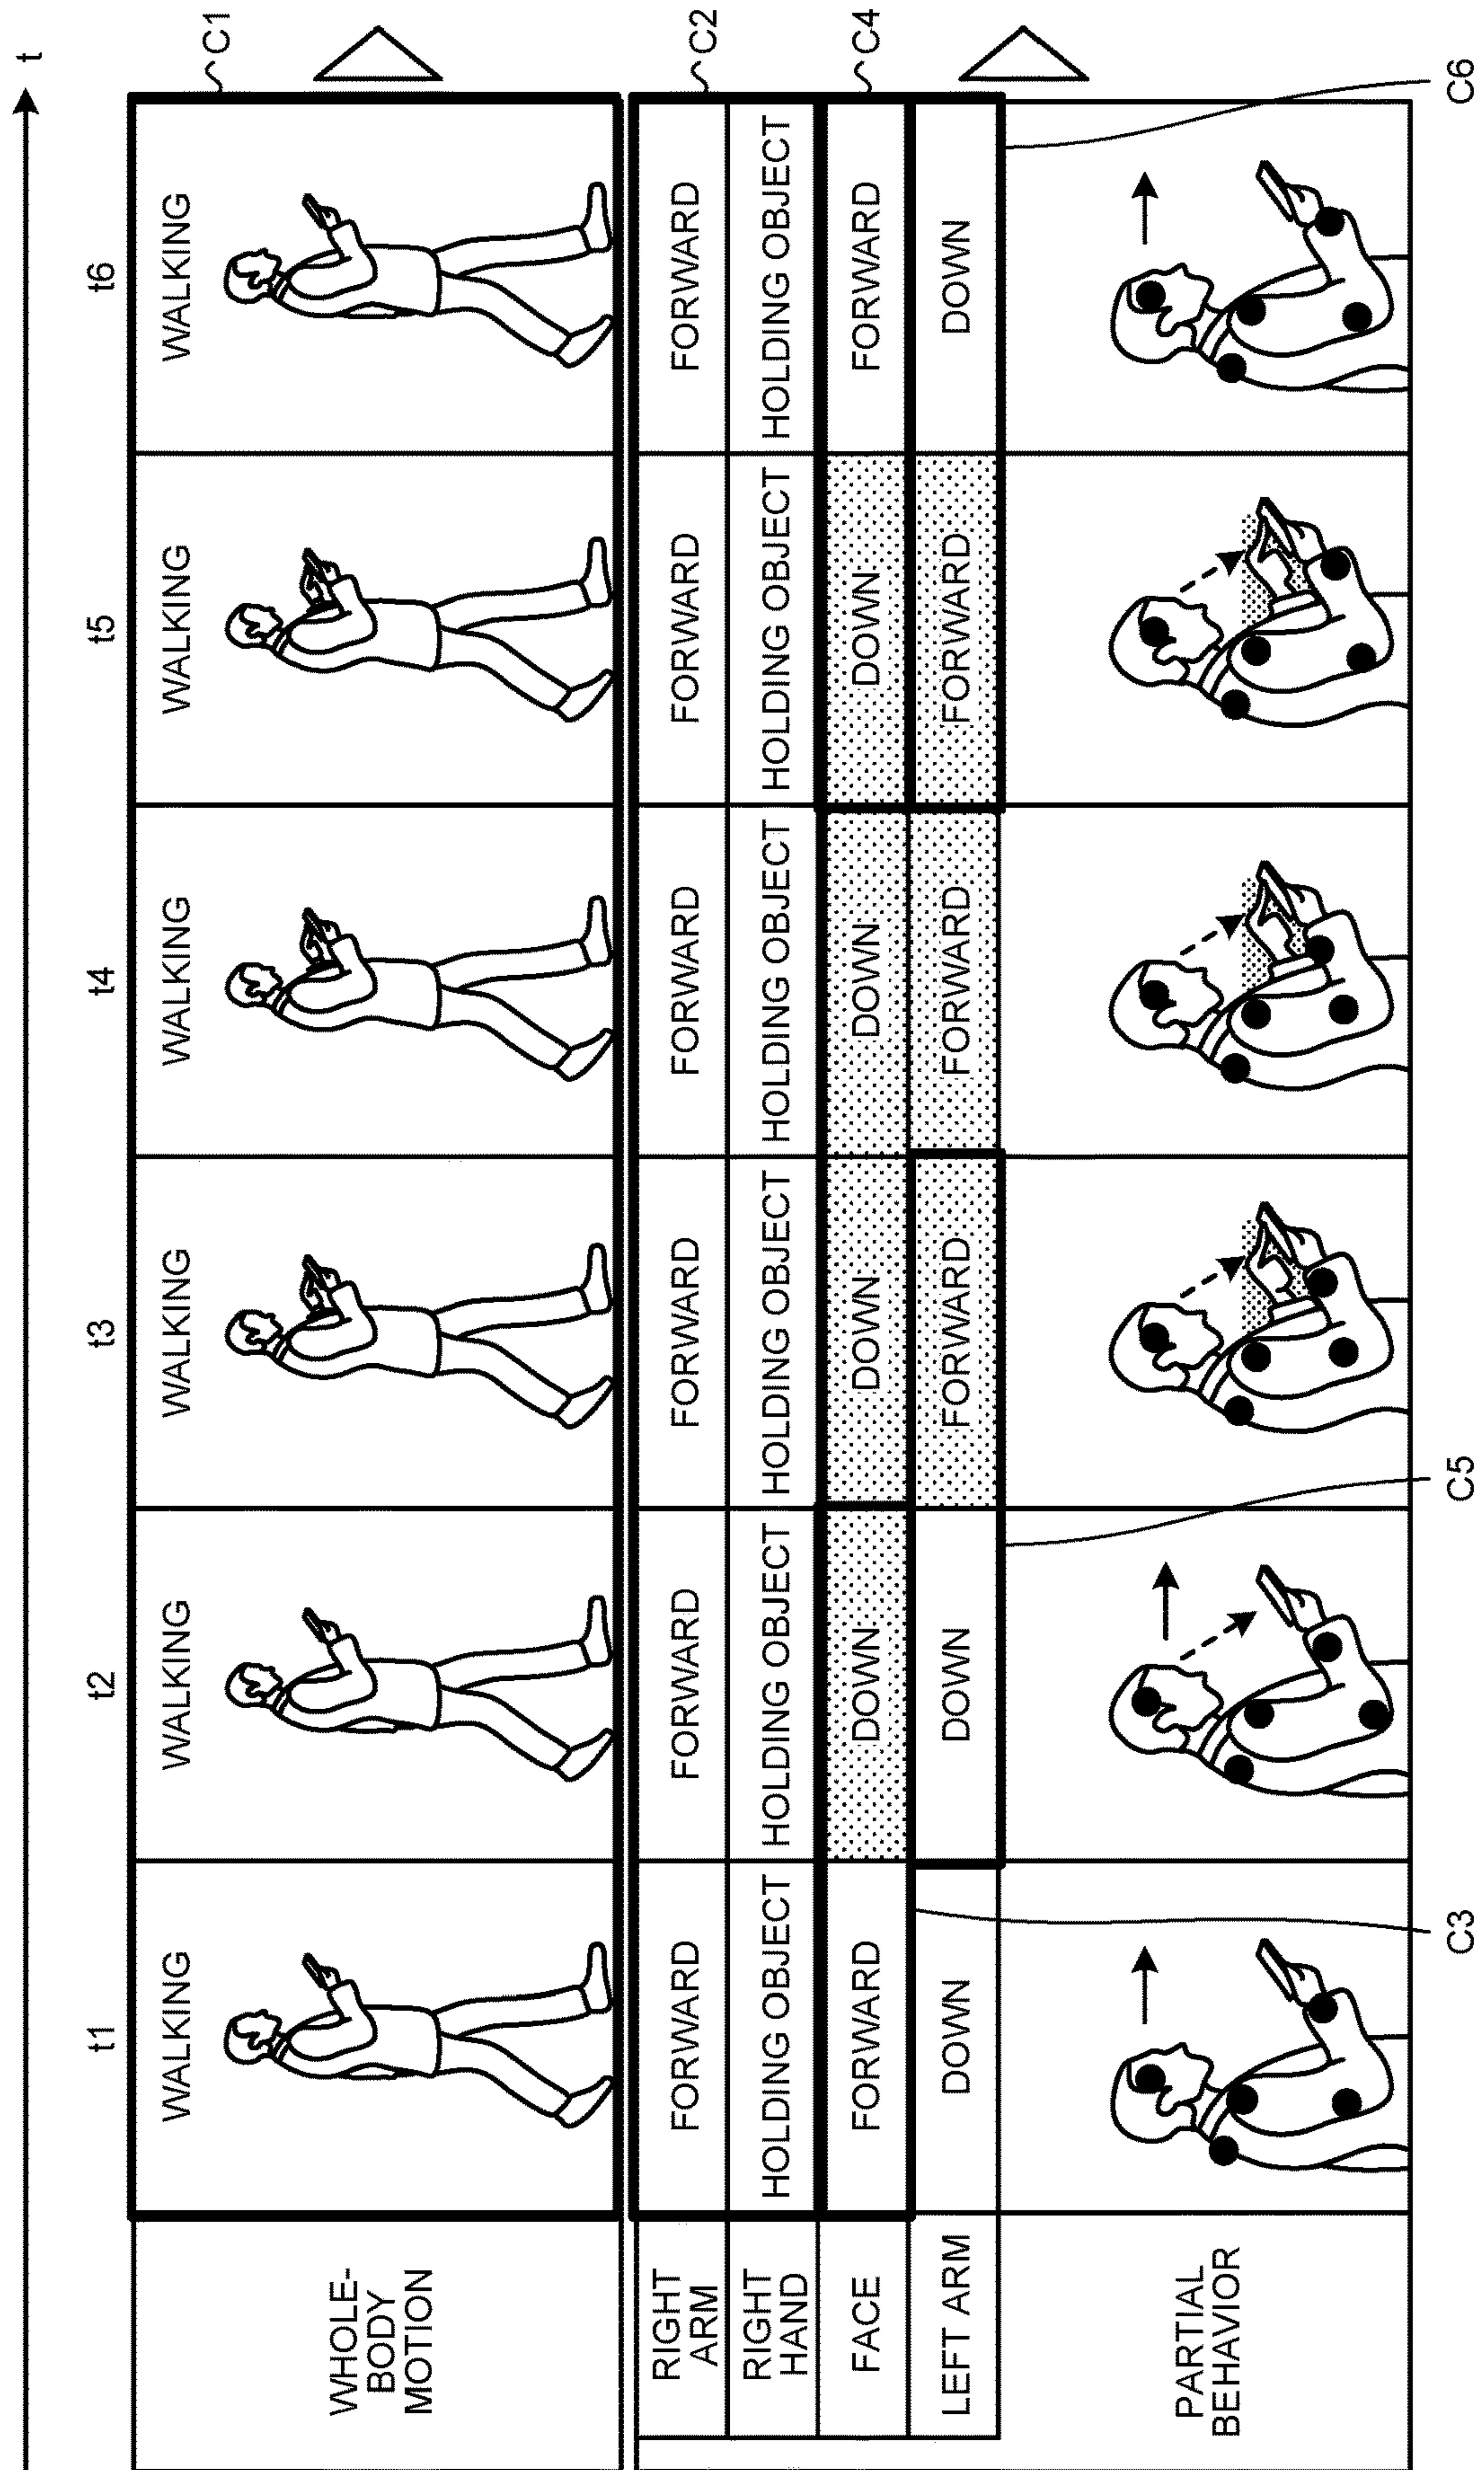 t
t1
t2
t3
t4
t5
t6
WHOLE-
BODY
MOTION
WALKING
WALKING
WALKING
WALKING
WALKING
WALKING
C1
RIGHT
ARM
FORWARD
FORWARD
FORWARD
FORWARD
FORWARD
FORWARD
C2
RIGHT
HAND
HOLDING OBJECT
HOLDING OBJECT
HOLDING OBJECT
HOLDING OBJECT
HOLDING OBJECT
HOLDING OBJECT
FACE
FORWARD
DOWN
DOWN
DOWN
DOWN
FORWARD
C4
LEFT ARM
DOWN
DOWN
FORWARD
FORWARD
FORWARD
DOWN
PARTIAL
BEHAVIOR
C3
C5
C6